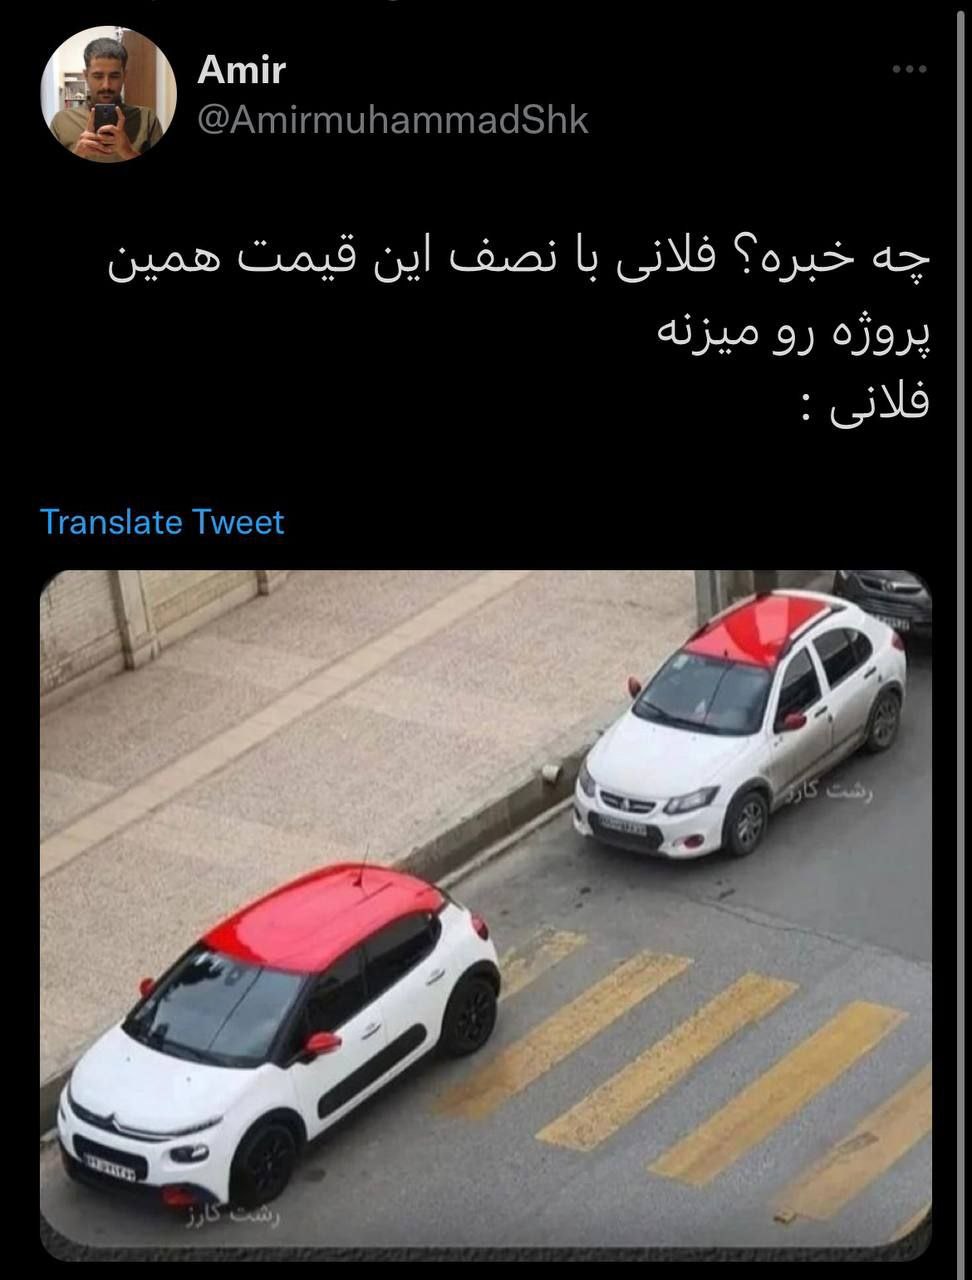 Amir
@AmirmuhammadShk
چه خبره؟ فلانی با نصف این قیمت همین
پروژه رو میزنه
فلانی :
Translate Tweet
رشت کارز
رشت کارز